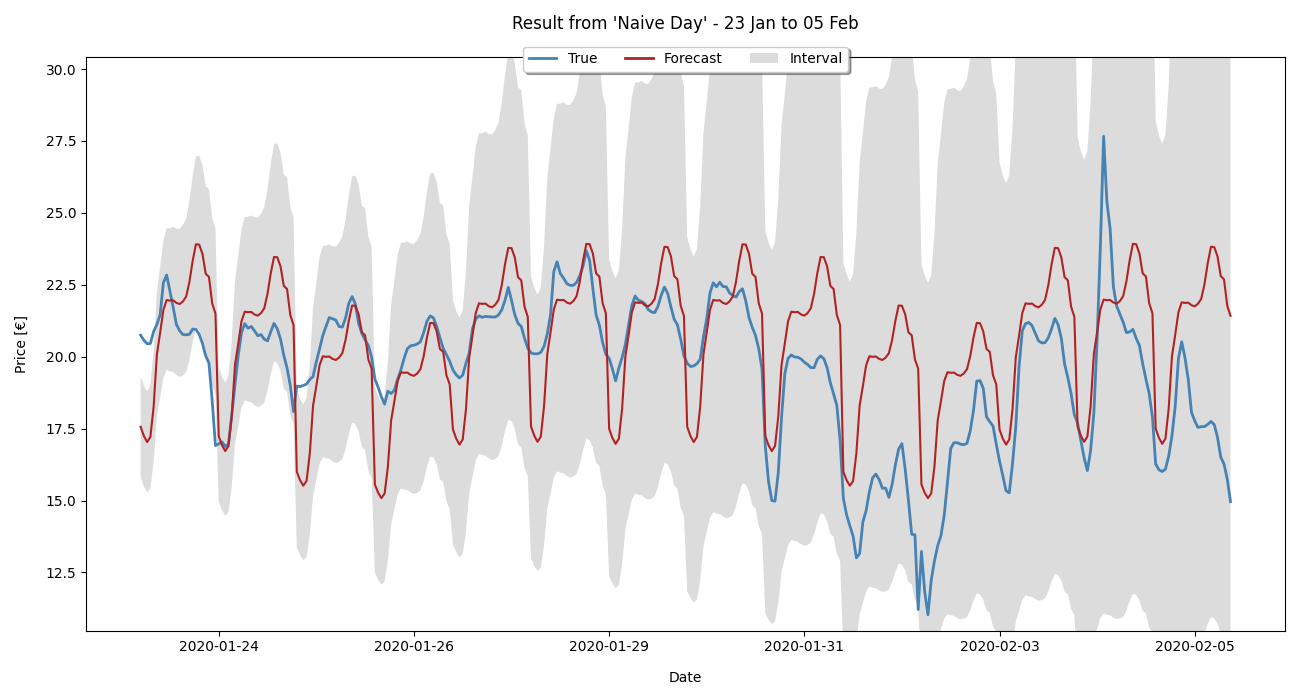 Result from 'Naive Day' - 23 Jan to 05 Feb
True Forecast Interval
30.0
27.5
25.0
22.5
20.0
17.5
15.0
12.5
Price [€]
2020-01-24 2020-01-26 2020-01-29 2020-01-31 2020-02-03 2020-02-05
Date